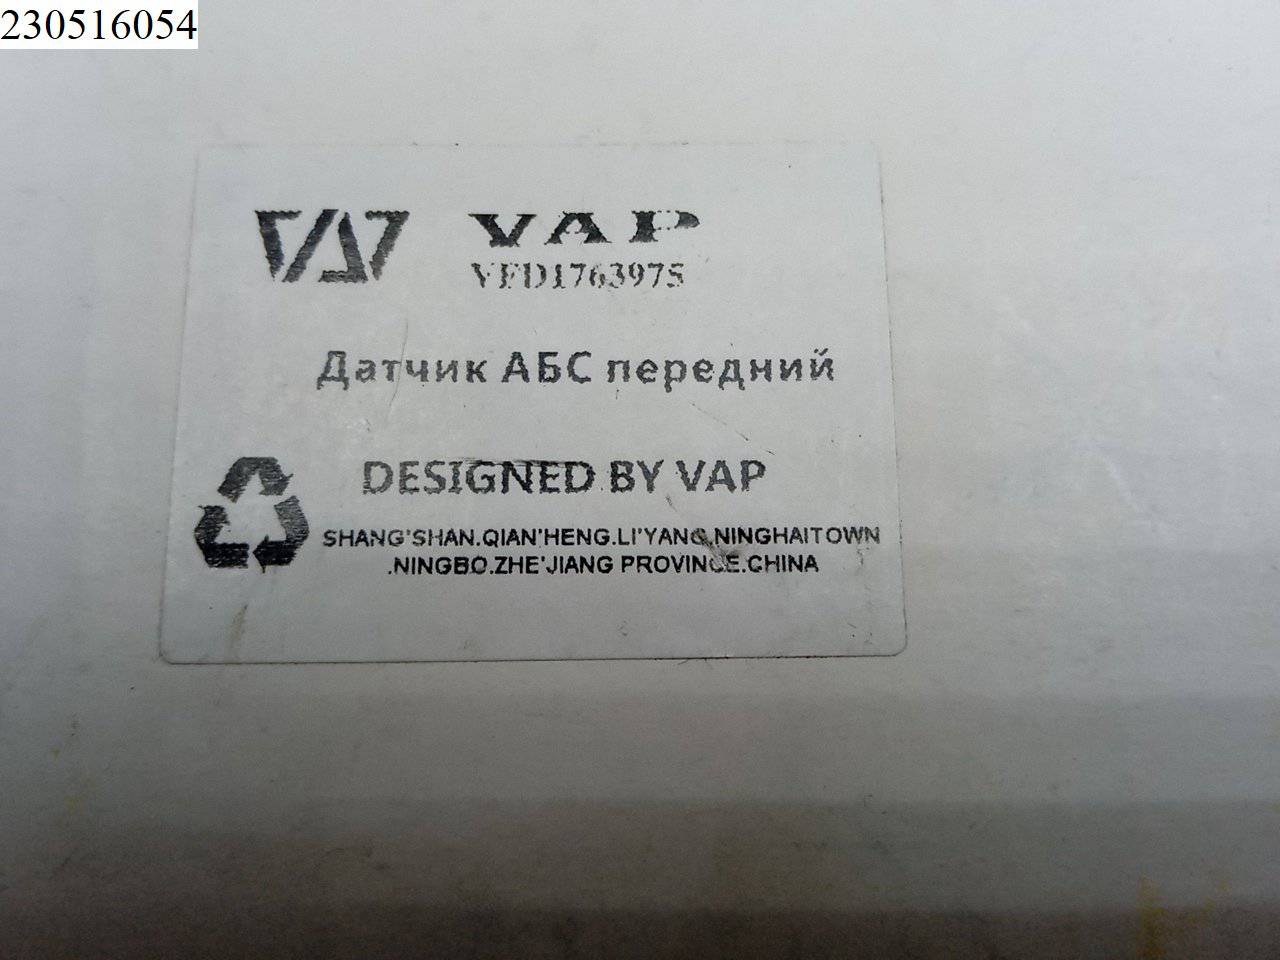 230516054
VAP
VFD1763975
Датчик АБС передний
DESIGNED BY VAP
SHANG'SHAN.QIAN'HENG.LI'YANG.NINGHAITOWN
.NINGBO.ZHE'JIANG PROVINCE.CHINA